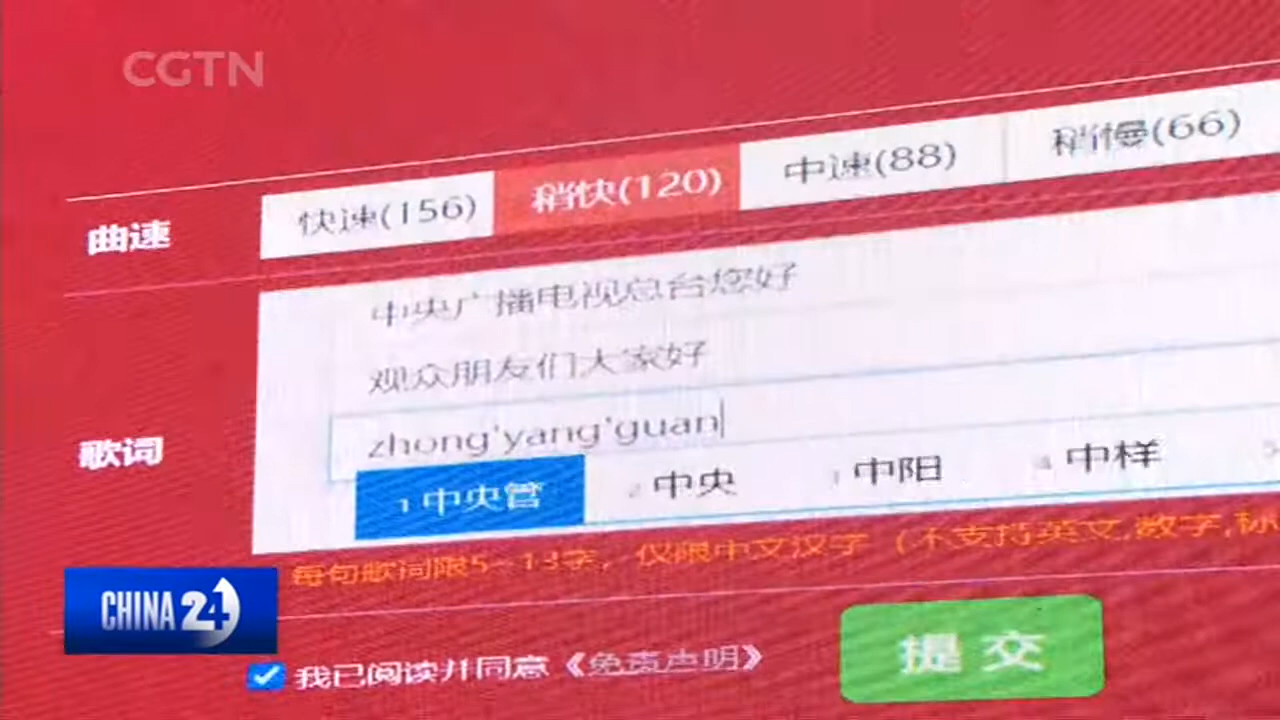 CGTN
曲速 快速(156) 稍快(120) 中速(88) 稍慢(66)
中央广播电视总台您好
观众朋友们大家好
歌词 zhong'yang'guan
1 中央管 2 中央 3 中阳 4 中样
每句歌词限5~13字，仅限中文汉字（不支持英文,数字,标
CHINA 24
我已阅读并同意《免责声明》 提交